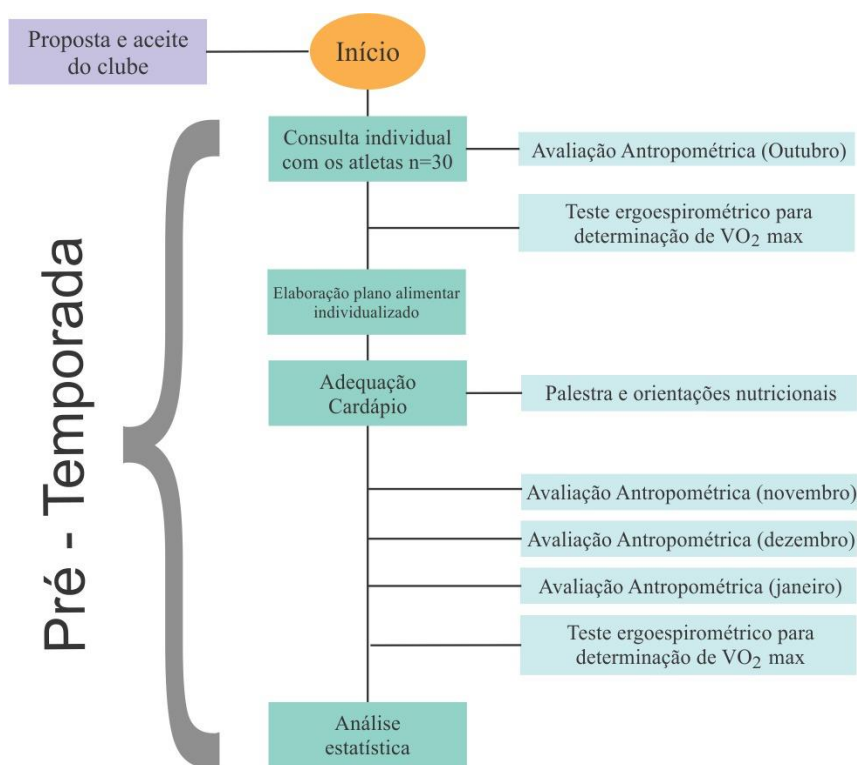 Proposta e aceite
do clube
Início
Pré - Temporada
Consulta individual
com os atletas n=30
Avaliação Antropométrica (Outubro)
Teste ergoespirométrico para
determinação de VO₂ max
Elaboração plano alimentar
individualizado
Adequação
Cardápio
Palestra e orientações nutricionais
Avaliação Antropométrica (novembro)
Avaliação Antropométrica (dezembro)
Avaliação Antropométrica (janeiro)
Teste ergoespirométrico para
determinação de VO₂ max
Análise
estatística